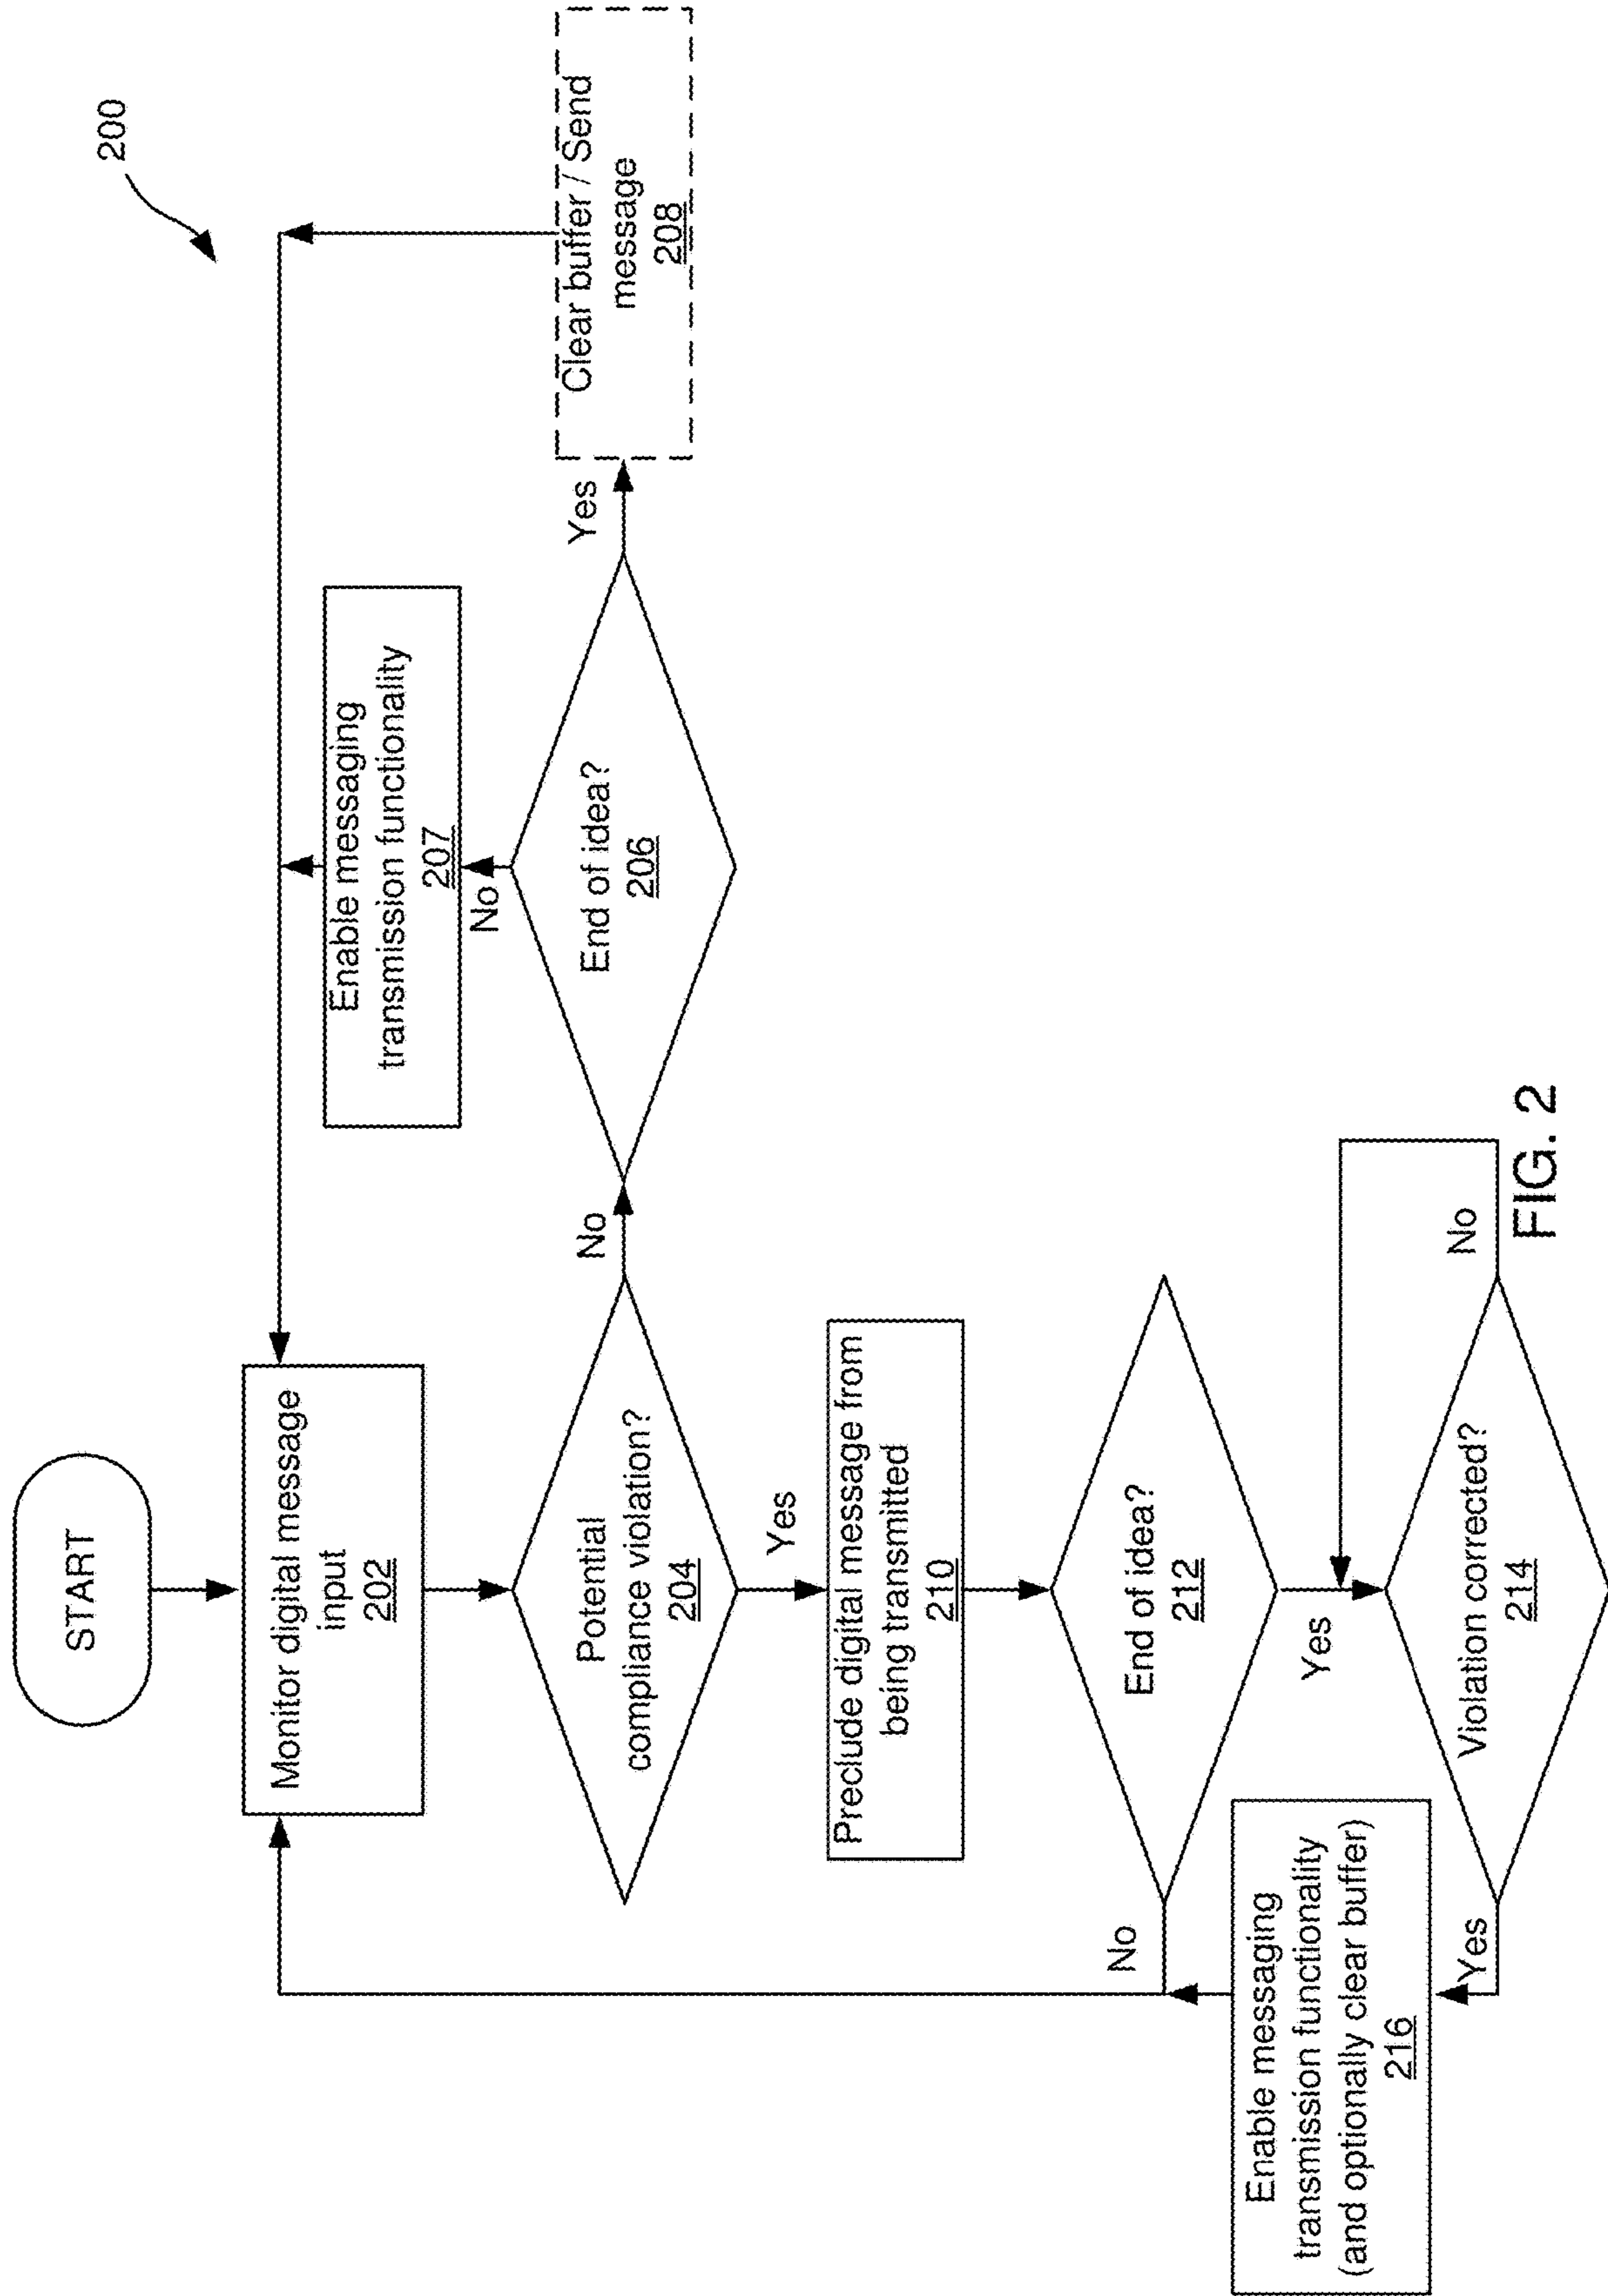 200
START
Monitor digital message
input
202
Potential
compliance violation?
204
No
End of idea?
206
No
Enable messaging
transmission functionality
207
Yes
Clear buffer / Send
message
208
Yes
Preclude digital message from
being transmitted
210
End of idea?
212
No
Yes
Violation corrected?
214
No
Yes
Enable messaging
transmission functionality
(and optionally clear buffer)
216
FIG. 2